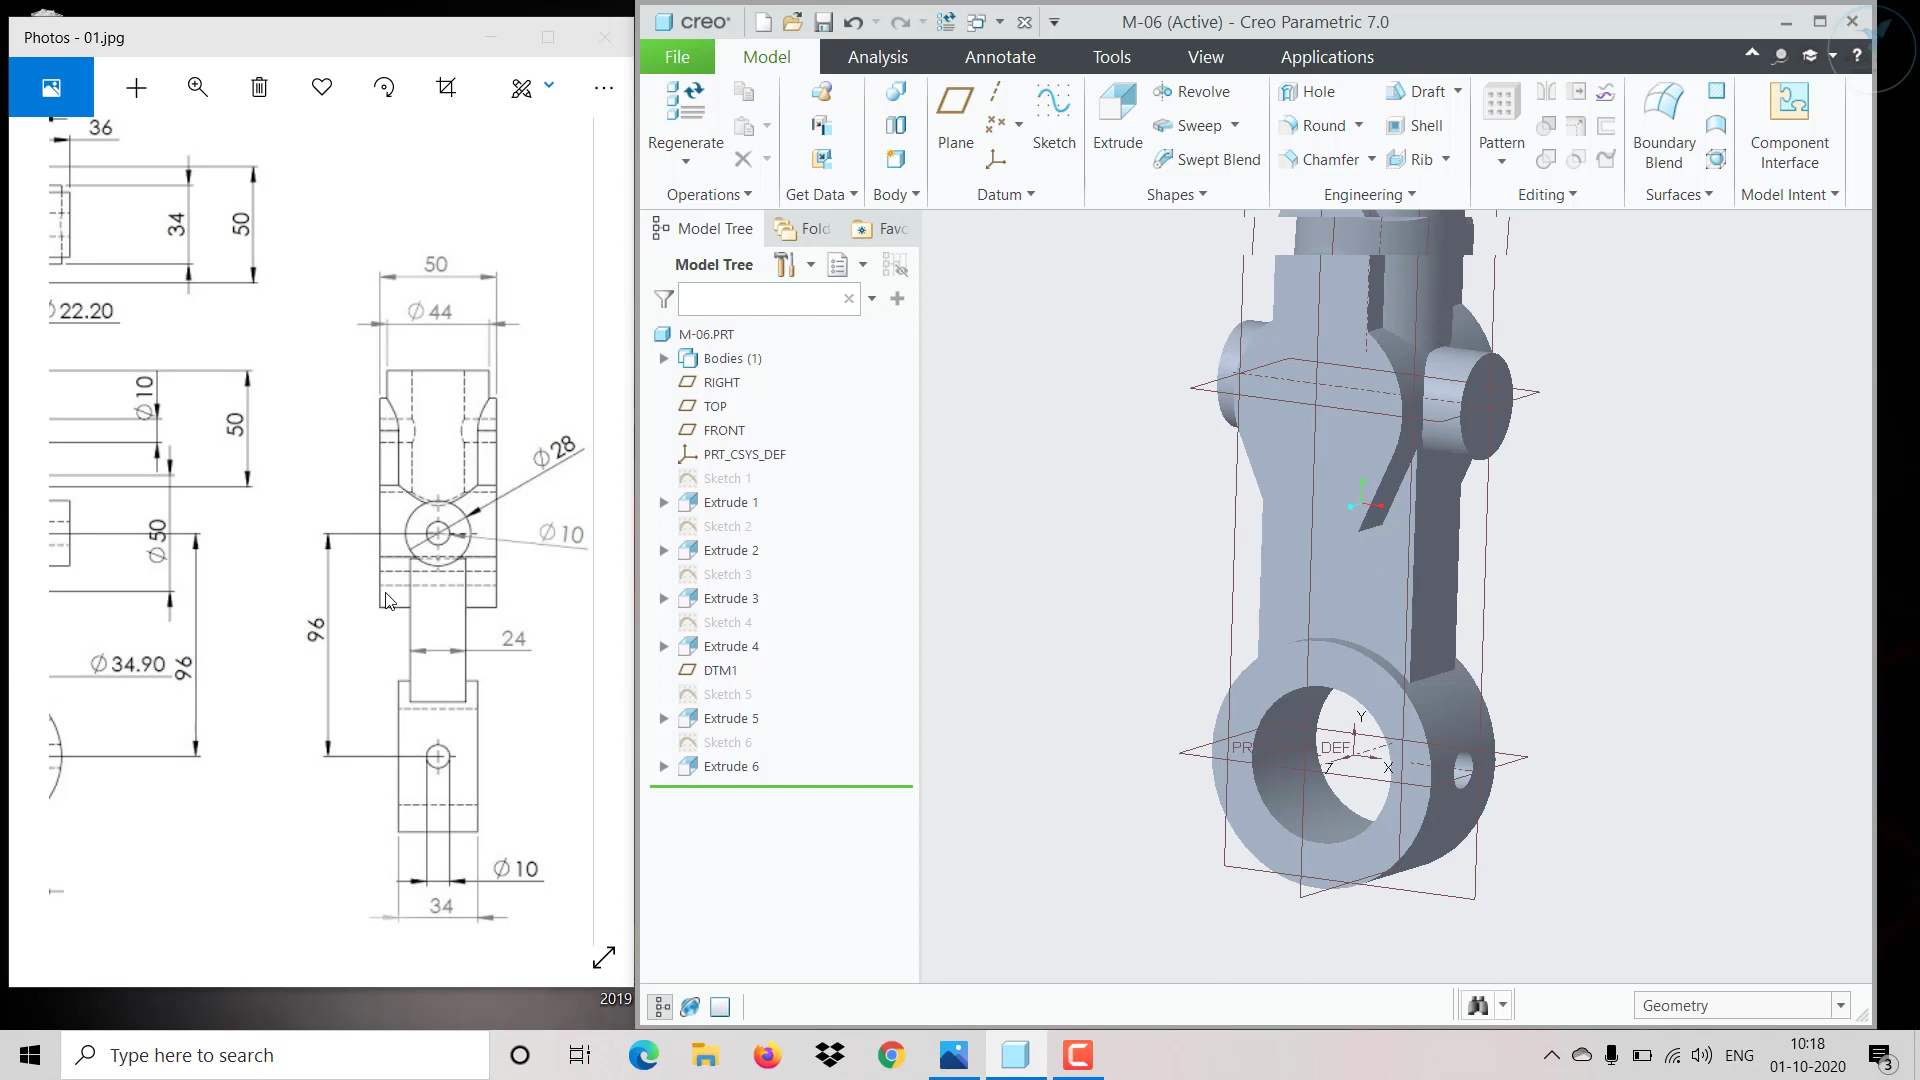 Photos - 01.jpg
creo®
M-06 (Active) - Creo Parametric 7.0
File
Model
Analysis
Annotate
Tools
View
Applications
Regenerate
Operations
Get Data
Body
Plane
Sketch
Datum
Extrude
Revolve
Sweep
Swept Blend
Shapes
Hole
Round
Chamfer
Draft
Shell
Rib
Engineering
Pattern
Editing
Boundary
Blend
Surfaces
Component
Interface
Model Intent
Model Tree
Fold
Favo
Model Tree
M-06.PRT
Bodies (1)
RIGHT
TOP
FRONT
PRT_CSYS_DEF
Sketch 1
Extrude 1
Sketch 2
Extrude 2
Sketch 3
Extrude 3
Sketch 4
Extrude 4
DTM1
Sketch 5
Extrude 5
Sketch 6
Extrude 6
36
34
50
∅22.20
∅10
50
∅50
∅34.90
96
50
∅44
∅28
∅10
96
24
∅10
34
DEF
Y
X
Z
2019
Geometry
Type here to search
ENG
10:18
01-10-2020
3